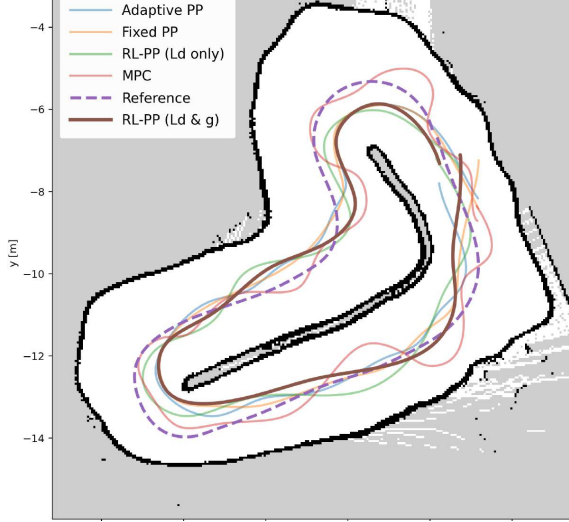 Adaptive PP
Fixed PP
RL-PP (Ld only)
MPC
Reference
RL-PP (Ld & g)
−4
−6
−8
−10
−12
−14
y [m]